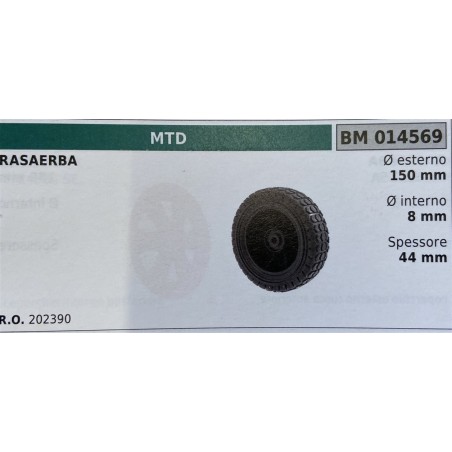 MTD
BM 014569
RASAERBA
Ø esterno
150 mm
Ø interno
8 mm
Spessore
44 mm
R.O. 202390